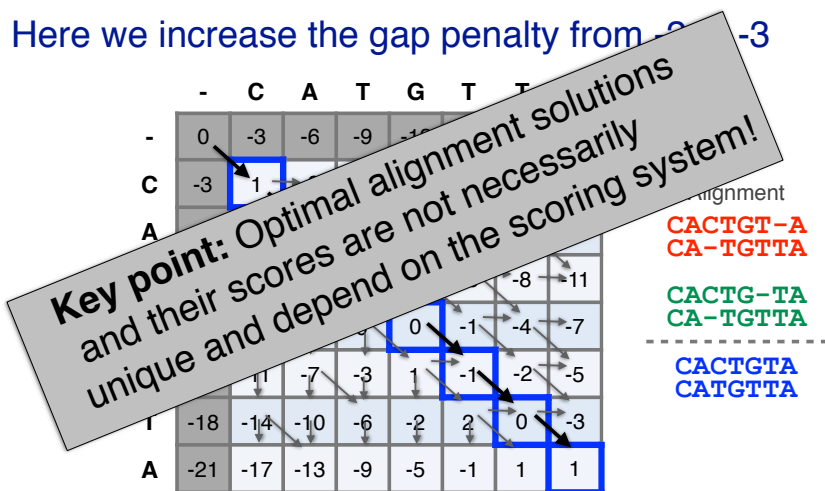 Here we increase the gap penalty from -3
- C A T G T T
- 0 -3 -6 -9
C -3 1
Key point: Optimal alignment solutions
and their scores are not necessarily
unique and depend on the scoring system!
A
-8 -11
0 -1 -4 -7
-7 -3 1 -1 -2 -5
-18 -14 -10 -6 -2 2 0 -3
A -21 -17 -13 -9 -5 -1 1 1
Alignment
CACTGT-A
CA-TGTTA
CACTG-TA
CA-TGTTA
CACTGTA
CATGTTA